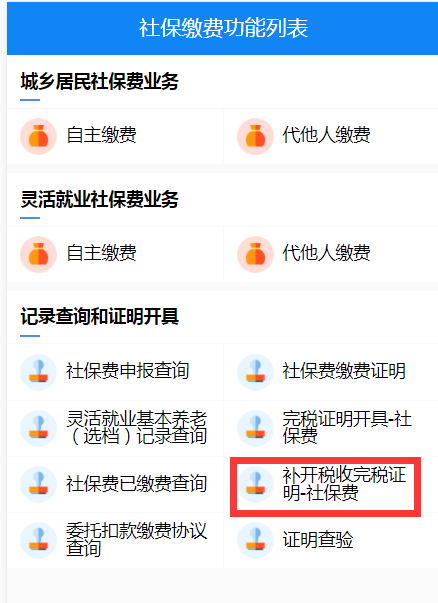 社保缴费功能列表
城乡居民社保费业务
自主缴费
代他人缴费
灵活就业社保费业务
自主缴费
代他人缴费
记录查询和证明开具
社保费申报查询
社保费缴费证明
灵活就业基本养老
（选档）记录查询
完税证明开具-社
保费
社保费已缴费查询
补开税收完税证
明-社保费
委托扣款缴费协议
查询
证明查验